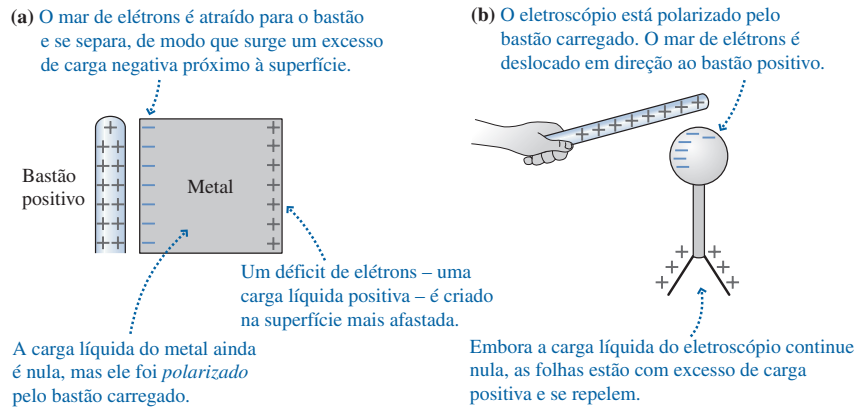 (a) O mar de elétrons é atraído para o bastão
e se separa, de modo que surge um excesso
de carga negativa próximo à superfície.
Bastão
positivo
Metal
Um déficit de elétrons – uma
carga líquida positiva – é criado
na superfície mais afastada.
A carga líquida do metal ainda
é nula, mas ele foi polarizado
pelo bastão carregado.
(b) O eletroscópio está polarizado pelo
bastão carregado. O mar de elétrons é
deslocado em direção ao bastão positivo.
Embora a carga líquida do eletroscópio continue
nula, as folhas estão com excesso de carga
positiva e se repelem.